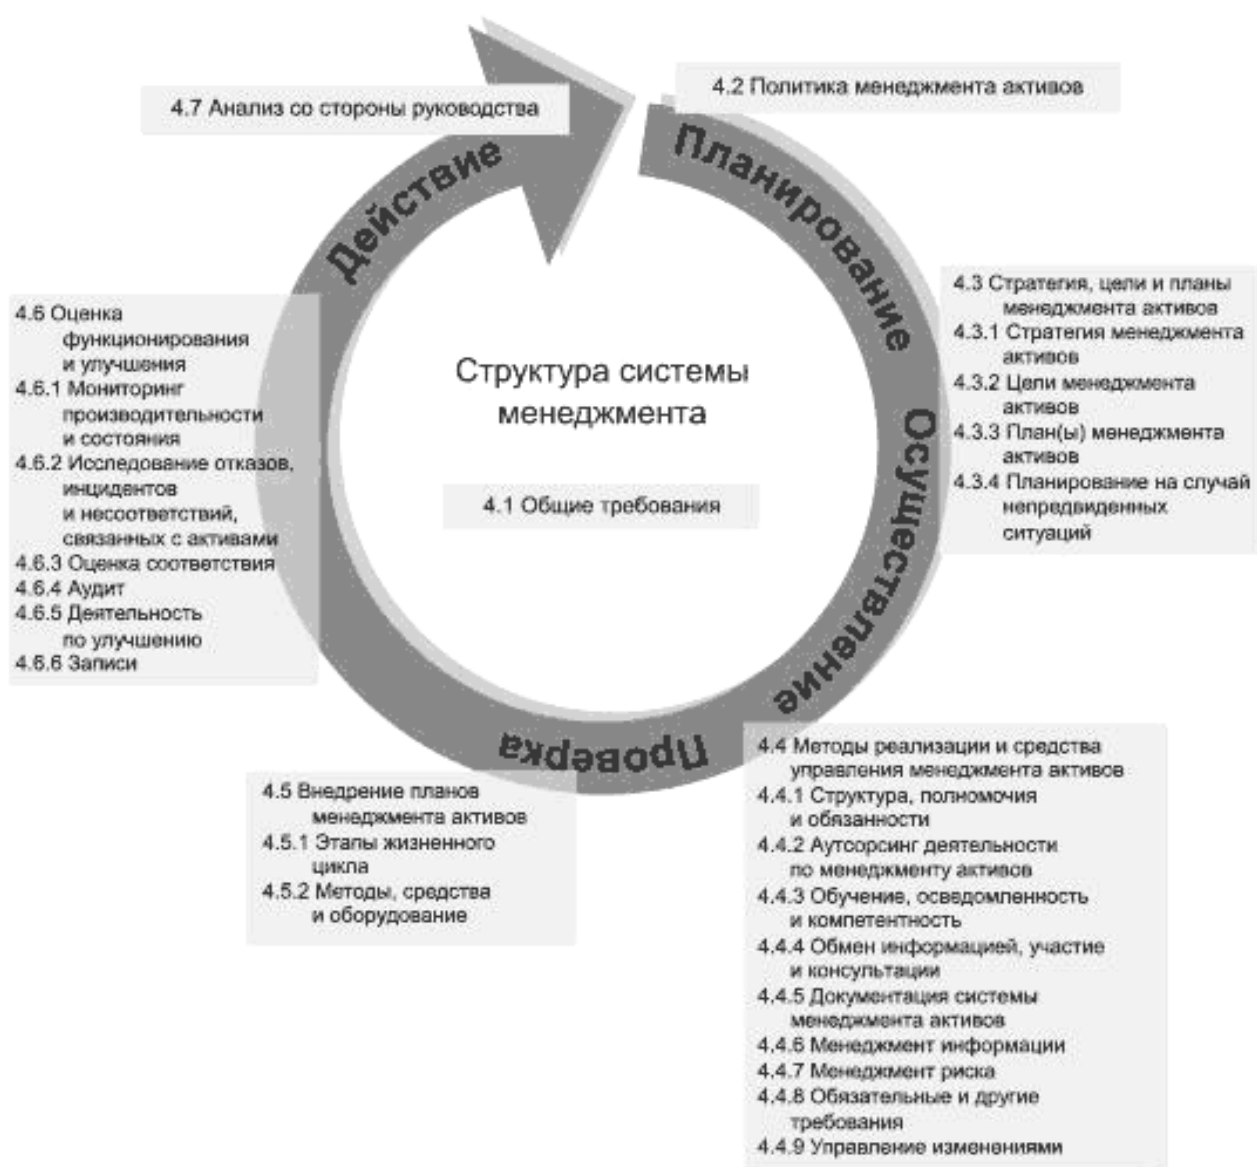 4.7 Анализ со стороны руководства
4.2 Политика менеджмента активов
Действие
Планирование
Осуществление
Проверка
4.3 Стратегия, цели и планы
менеджмента активов
4.3.1 Стратегия менеджмента
активов
4.3.2 Цели менеджмента
активов
4.3.3 План(ы) менеджмента
активов
4.3.4 Планирование на случай
непредвиденных
ситуаций
Структура системы
менеджмента
4.1 Общие требования
4.6 Оценка
функционирования
и улучшения
4.6.1 Мониторинг
производительности
и состояния
4.6.2 Исследование отказов,
инцидентов
и несоответствий,
связанных с активами
4.6.3 Оценка соответствия
4.6.4 Аудит
4.6.5 Деятельность
по улучшению
4.6.6 Записи
4.5 Внедрение планов
менеджмента активов
4.5.1 Этапы жизненного
цикла
4.5.2 Методы, средства
и оборудование
4.4 Методы реализации и средства
управления менеджмента активов
4.4.1 Структура, полномочия
и обязанности
4.4.2 Аутсорсинг деятельности
по менеджменту активов
4.4.3 Обучение, осведомленность
и компетентность
4.4.4 Обмен информацией, участие
и консультации
4.4.5 Документация системы
менеджмента активов
4.4.6 Менеджмент информации
4.4.7 Менеджмент риска
4.4.8 Обязательные и другие
требования
4.4.9 Управление изменениями